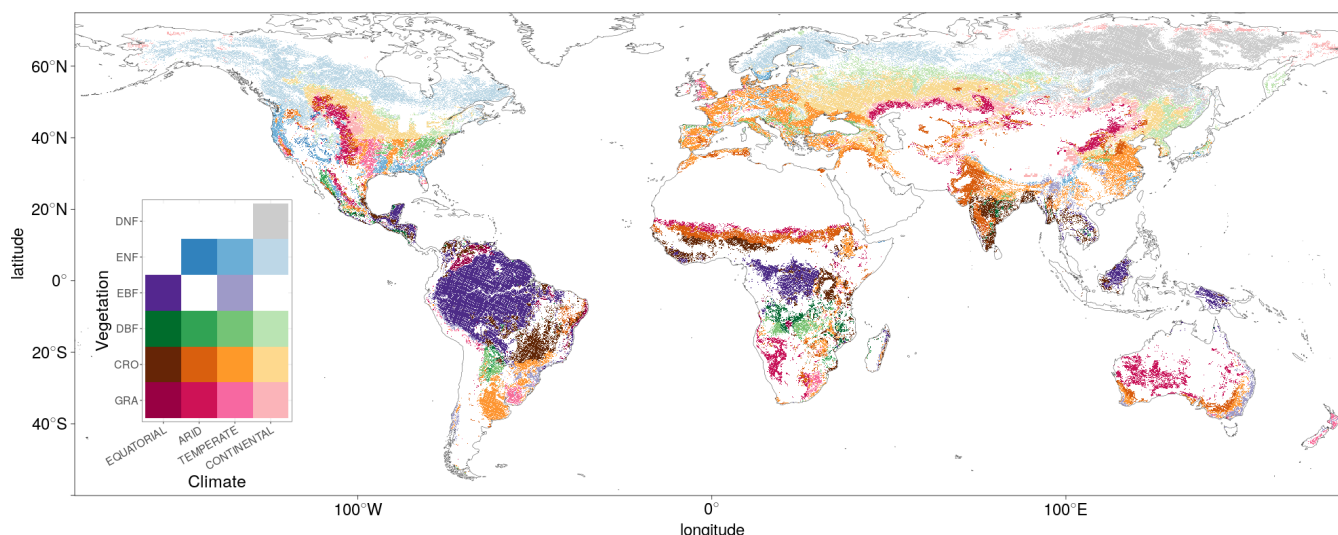 60°N
40°N
20°N
0°
20°S
40°S
latitude
DNF
ENF
EBF
DBF
CRO
GRA
Vegetation
EQUATORIAL
ARID
TEMPERATE
CONTINENTAL
Climate
100°W
0°
100°E
longitude